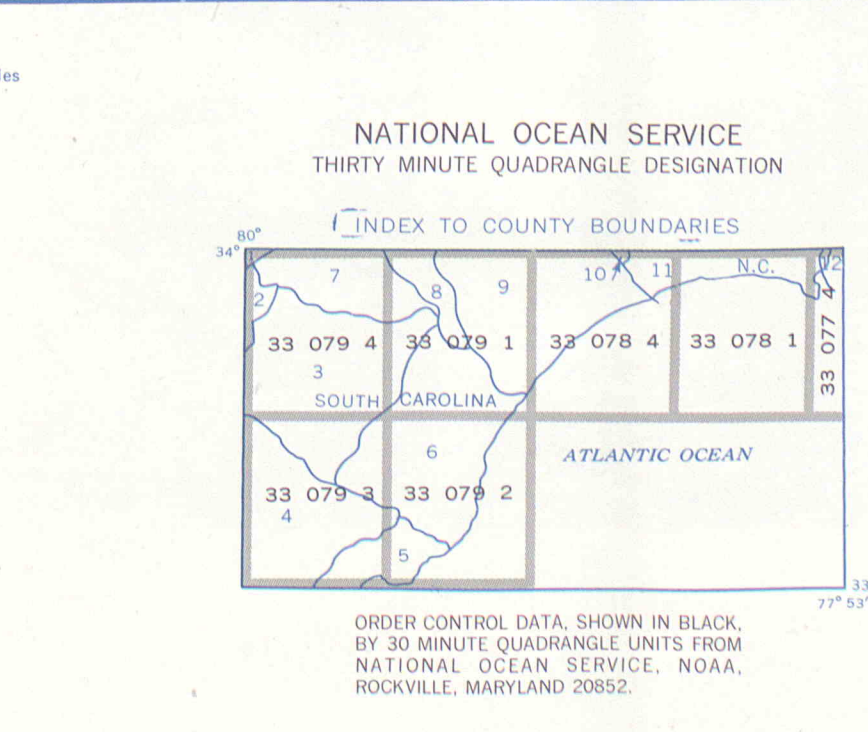 ies
NATIONAL OCEAN SERVICE
THIRTY MINUTE QUADRANGLE DESIGNATION
INDEX TO COUNTY BOUNDARIES
80°
34°
1
7
8
9
10
11
N.C.
12
2
33 079 4
33 079 1
33 078 4
33 078 1
33 077 4
3
SOUTH CAROLINA
6
ATLANTIC OCEAN
33 079 3
33 079 2
4
5
33
77° 53'
ORDER CONTROL DATA, SHOWN IN BLACK,
BY 30 MINUTE QUADRANGLE UNITS FROM
NATIONAL OCEAN SERVICE, NOAA,
ROCKVILLE, MARYLAND 20852.